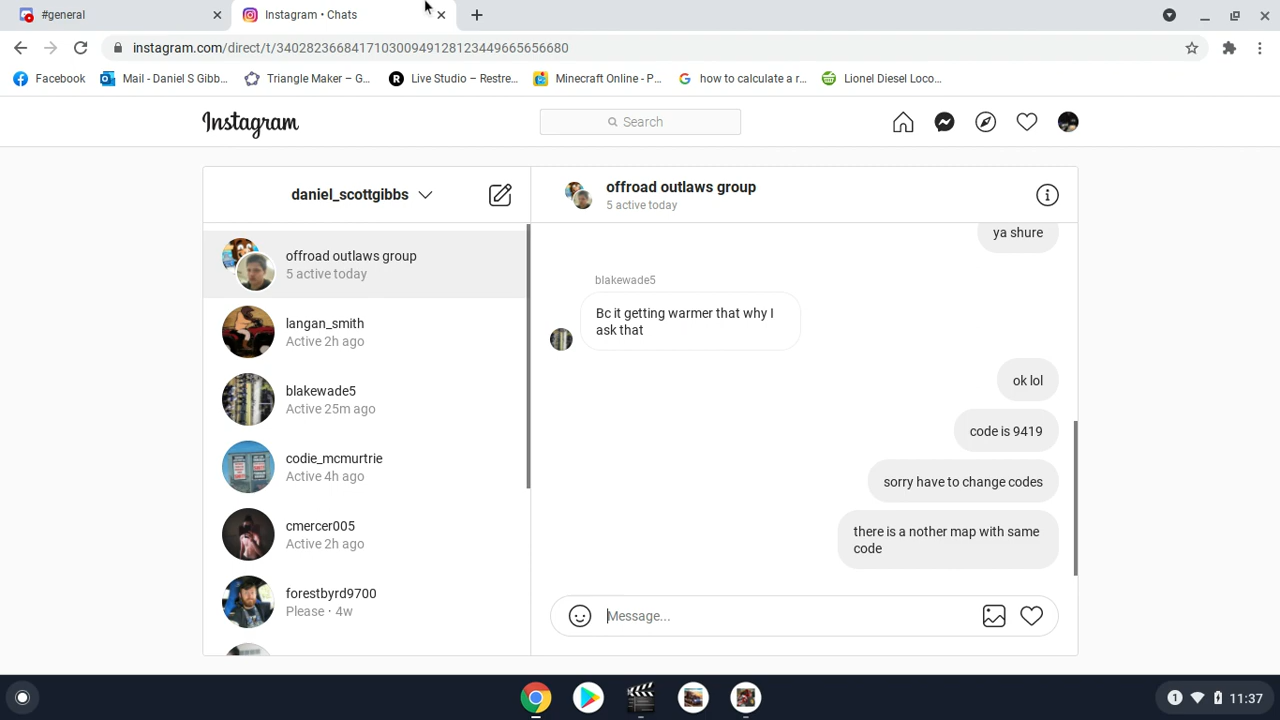 #general
Instagram • Chats
instagram.com/direct/t/340282366841710300949128123449665656680
Facebook
Mail - Daniel S Gibb...
Triangle Maker – G...
Live Studio – Restre...
Minecraft Online - P...
how to calculate a r...
Lionel Diesel Loco...
Instagram
Search
daniel_scottgibbs
offroad outlaws group
5 active today
langan_smith
Active 2h ago
blakewade5
Active 25m ago
codie_mcmurtrie
Active 4h ago
cmercer005
Active 2h ago
forestbyrd9700
Please · 4w
offroad outlaws group
5 active today
ya shure
blakewade5
Bc it getting warmer that why I
ask that
ok lol
code is 9419
sorry have to change codes
there is a nother map with same
code
Message...
1
11:37